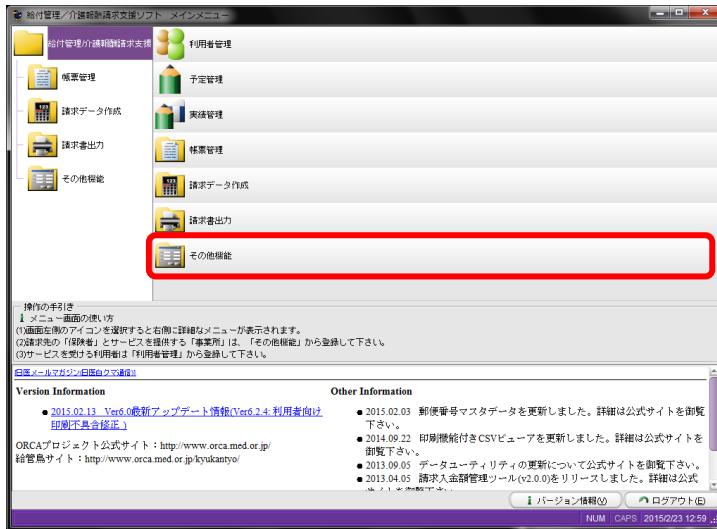 給付管理／介護報酬請求支援ソフト　メインメニュー
給付管理/介護報酬請求支援
帳票管理
請求データ作成
請求書出力
その他機能
利用者管理
予定管理
実績管理
帳票管理
請求データ作成
請求書出力
その他機能
操作の手引き
メニュー画面の使い方
(1)画面左側のアイコンを選択すると右側に詳細なメニューが表示されます。
(2)請求先の「保険者」とサービスを提供する「事業所」は、「その他機能」から登録して下さい。
(3)サービスを受ける利用者は「利用者管理」から登録して下さい。
日医メールマガジン(日医白クマ通信)
Version Information
● 2015.02.13 Ver6.0最新アップデート情報(Ver6.2.4: 利用者向け
印刷不具合修正 )
ORCAプロジェクト公式サイト：http://www.orca.med.or.jp/
給管鳥サイト：http://www.orca.med.or.jp/kyukantyo/
Other Information
● 2015.02.03 郵便番号マスタデータを更新しました。詳細は公式サイトを御覧
下さい。
● 2014.09.22 印刷機能付きCSVビューアを更新しました。詳細は公式サイトを
御覧下さい。
● 2013.09.05 データユーティリティの更新について公式サイトを御覧下さい。
● 2013.04.05 請求入金額管理ツール(v2.0.0)をリリースしました。詳細は公式
バージョン情報(V)
ログアウト(E)
NUM CAPS 2015/2/23 12:59